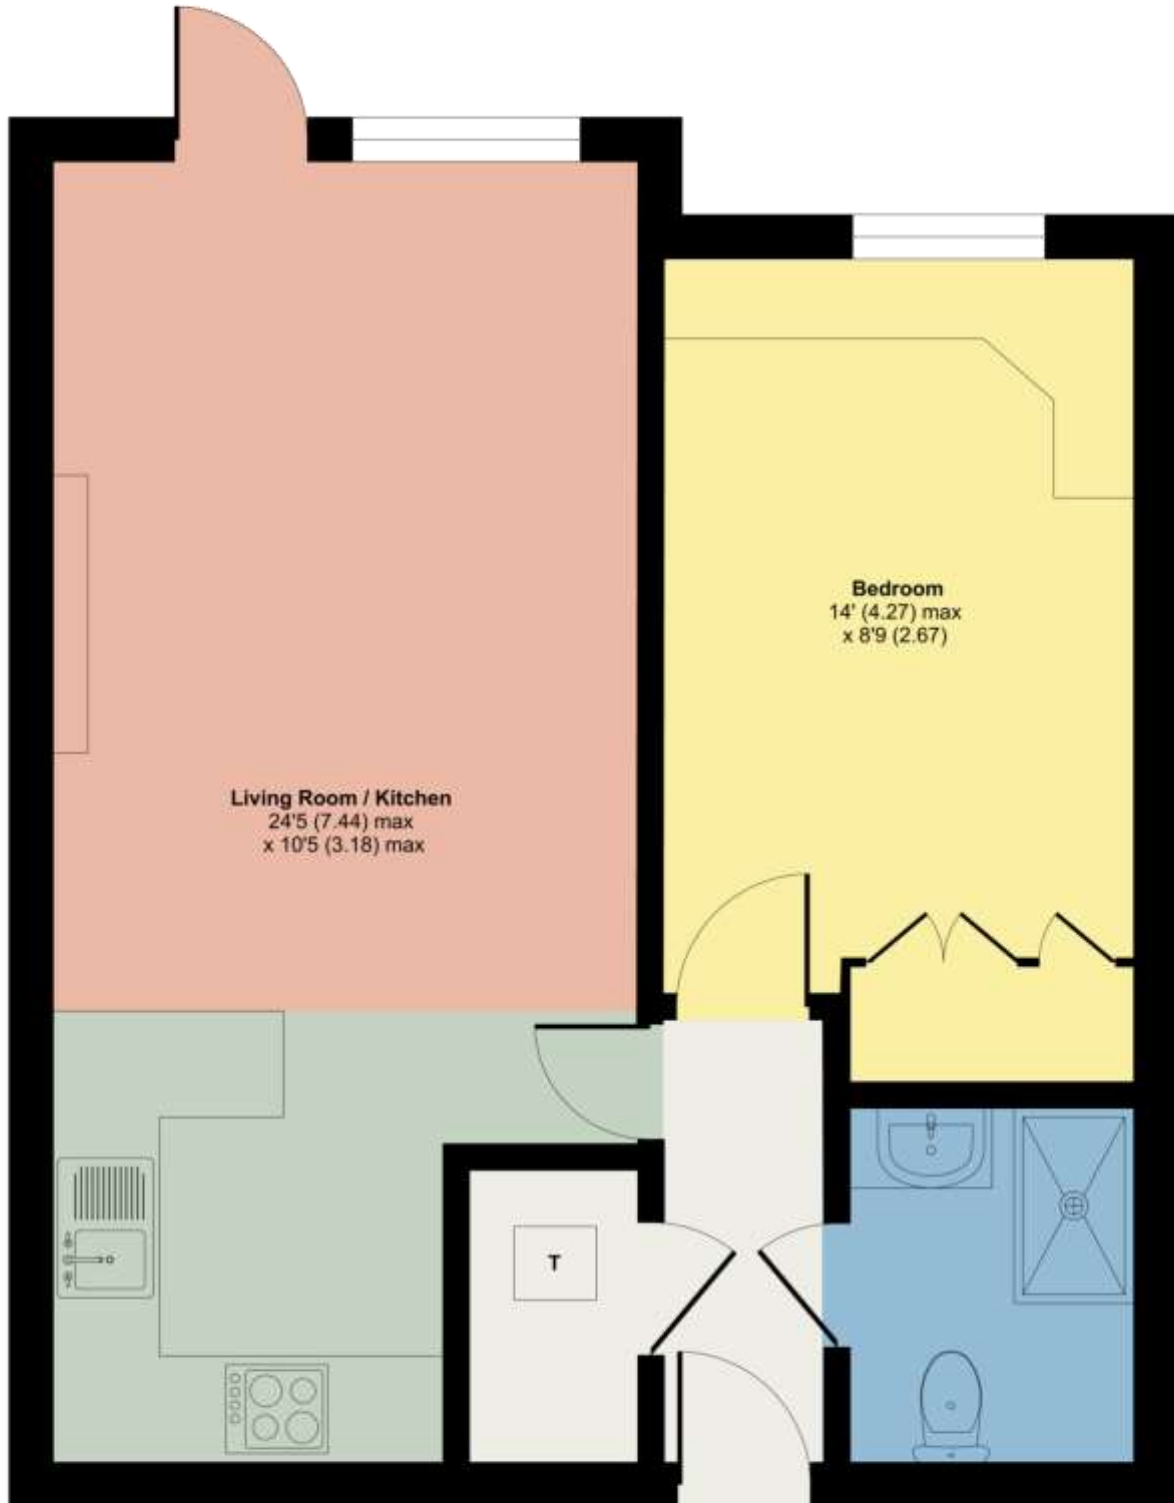 Bedroom
14' (4.27) max
x 8'9 (2.67)
Living Room / Kitchen
24'5 (7.44) max
x 10'5 (3.18) max
T